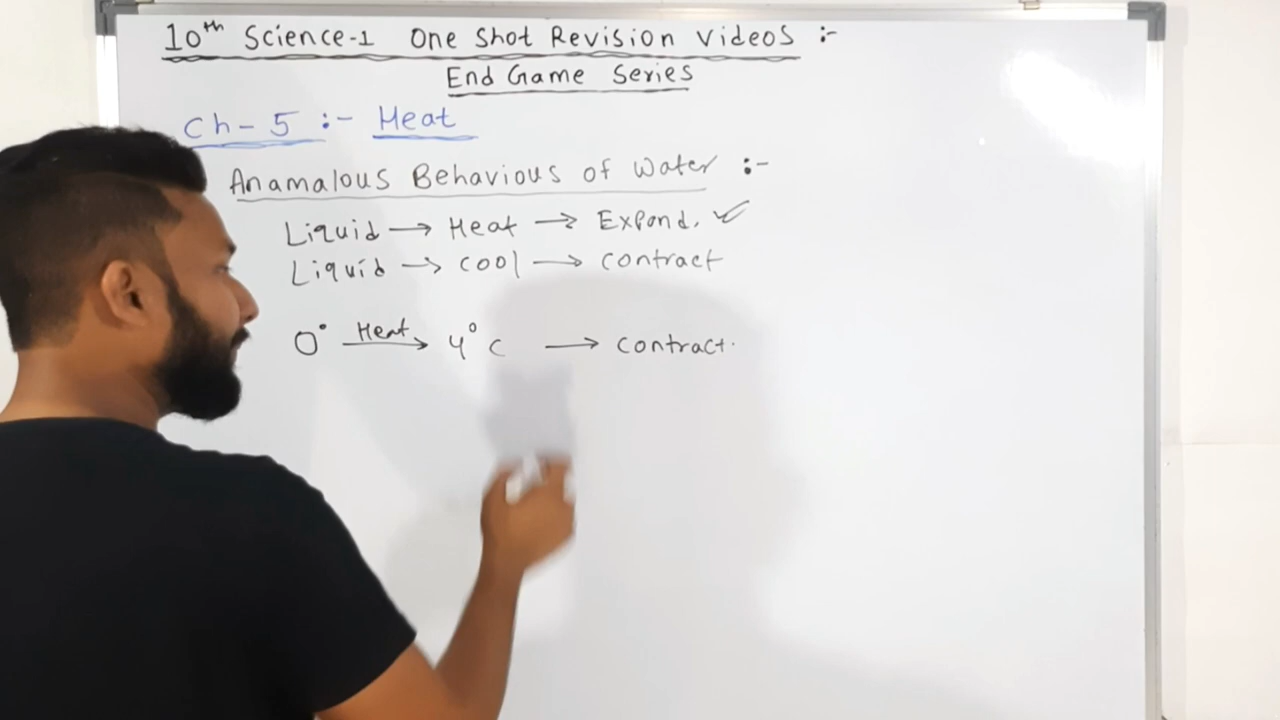 10th Science-1 One Shot Revision Videos :-
End Game Series
Ch-5 :- Heat
Anamalous Behavious of Water :-
Liquid → Heat → Expand. ✓
Liquid → cool → contract
0° Heat→ 4°c → contract.